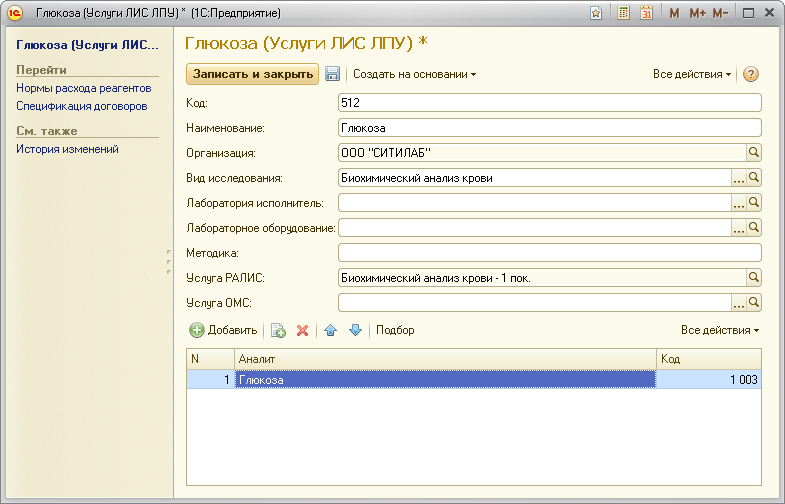 Глюкоза (Услуги ЛИС ЛПУ) * (1С:Предприятие)
M M+ M-
Глюкоза (Услуги ЛИС...
Перейти
Нормы расхода реагентов
Спецификация договоров
См. также
История изменений
Глюкоза (Услуги ЛИС ЛПУ) *
Записать и закрыть Создать на основании Все действия ?
Код: 512
Наименование: Глюкоза
Организация: ООО "СИТИЛАБ"
Вид исследования: Биохимический анализ крови ...
Лаборатория исполнитель: ...
Лабораторное оборудование: ...
Методика:
Услуга РАЛИС: Биохимический анализ крови - 1 пок.
Услуга ОМС: ...
Добавить Подбор Все действия
N Аналит Код
1 Глюкоза 1 003